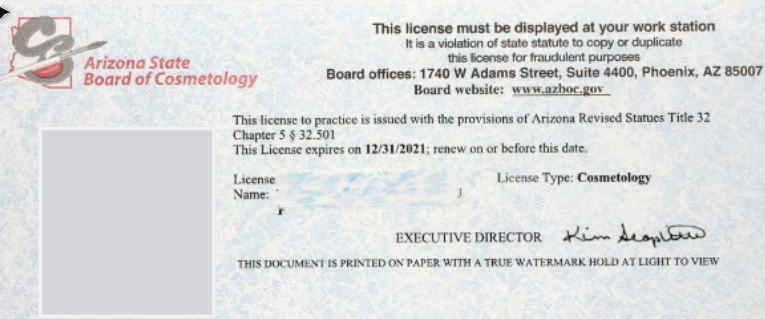 Arizona State
Board of Cosmetology
This license must be displayed at your work station
It is a violation of state statute to copy or duplicate
this license for fraudulent purposes
Board offices: 1740 W Adams Street, Suite 4400, Phoenix, AZ 85007
Board website: www.azboc.gov
This license to practice is issued with the provisions of Arizona Revised Statues Title 32
Chapter 5 § 32.501
This License expires on 12/31/2021; renew on or before this date.
License
Name:
License Type: Cosmetology
EXECUTIVE DIRECTOR Kim
THIS DOCUMENT IS PRINTED ON PAPER WITH A TRUE WATERMARK HOLD AT LIGHT TO VIEW